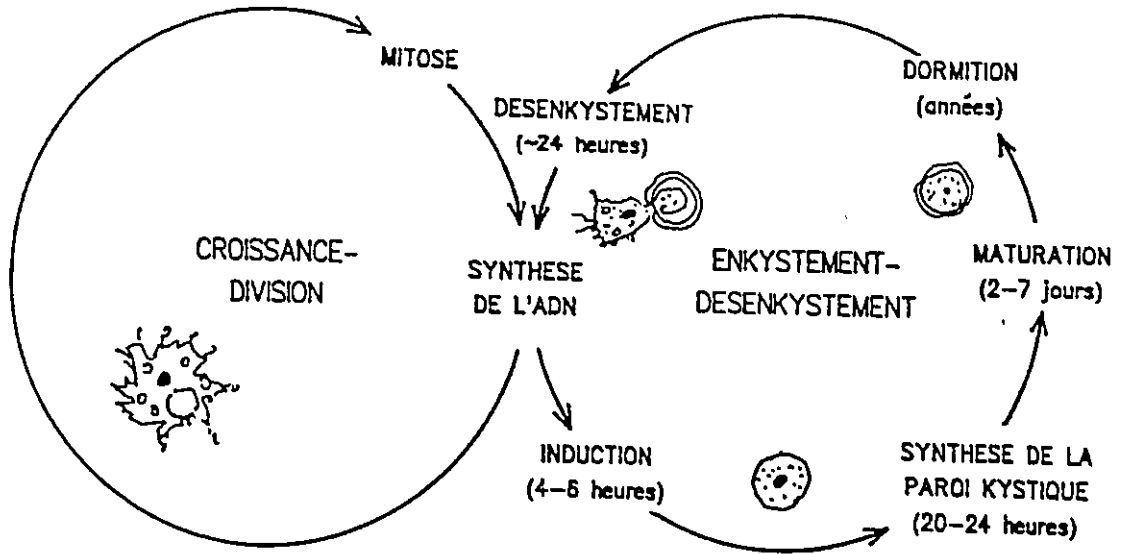 MITOSE
DESENKYSTEMENT
(~24 heures)
DORMITION
(années)
CROISSANCE-
DIVISION
SYNTHESE
DE L'ADN
ENKYSTEMENT-
DESENKYSTEMENT
MATURATION
(2-7 jours)
INDUCTION
(4-6 heures)
SYNTHESE DE LA
PAROI KYSTIQUE
(20-24 heures)